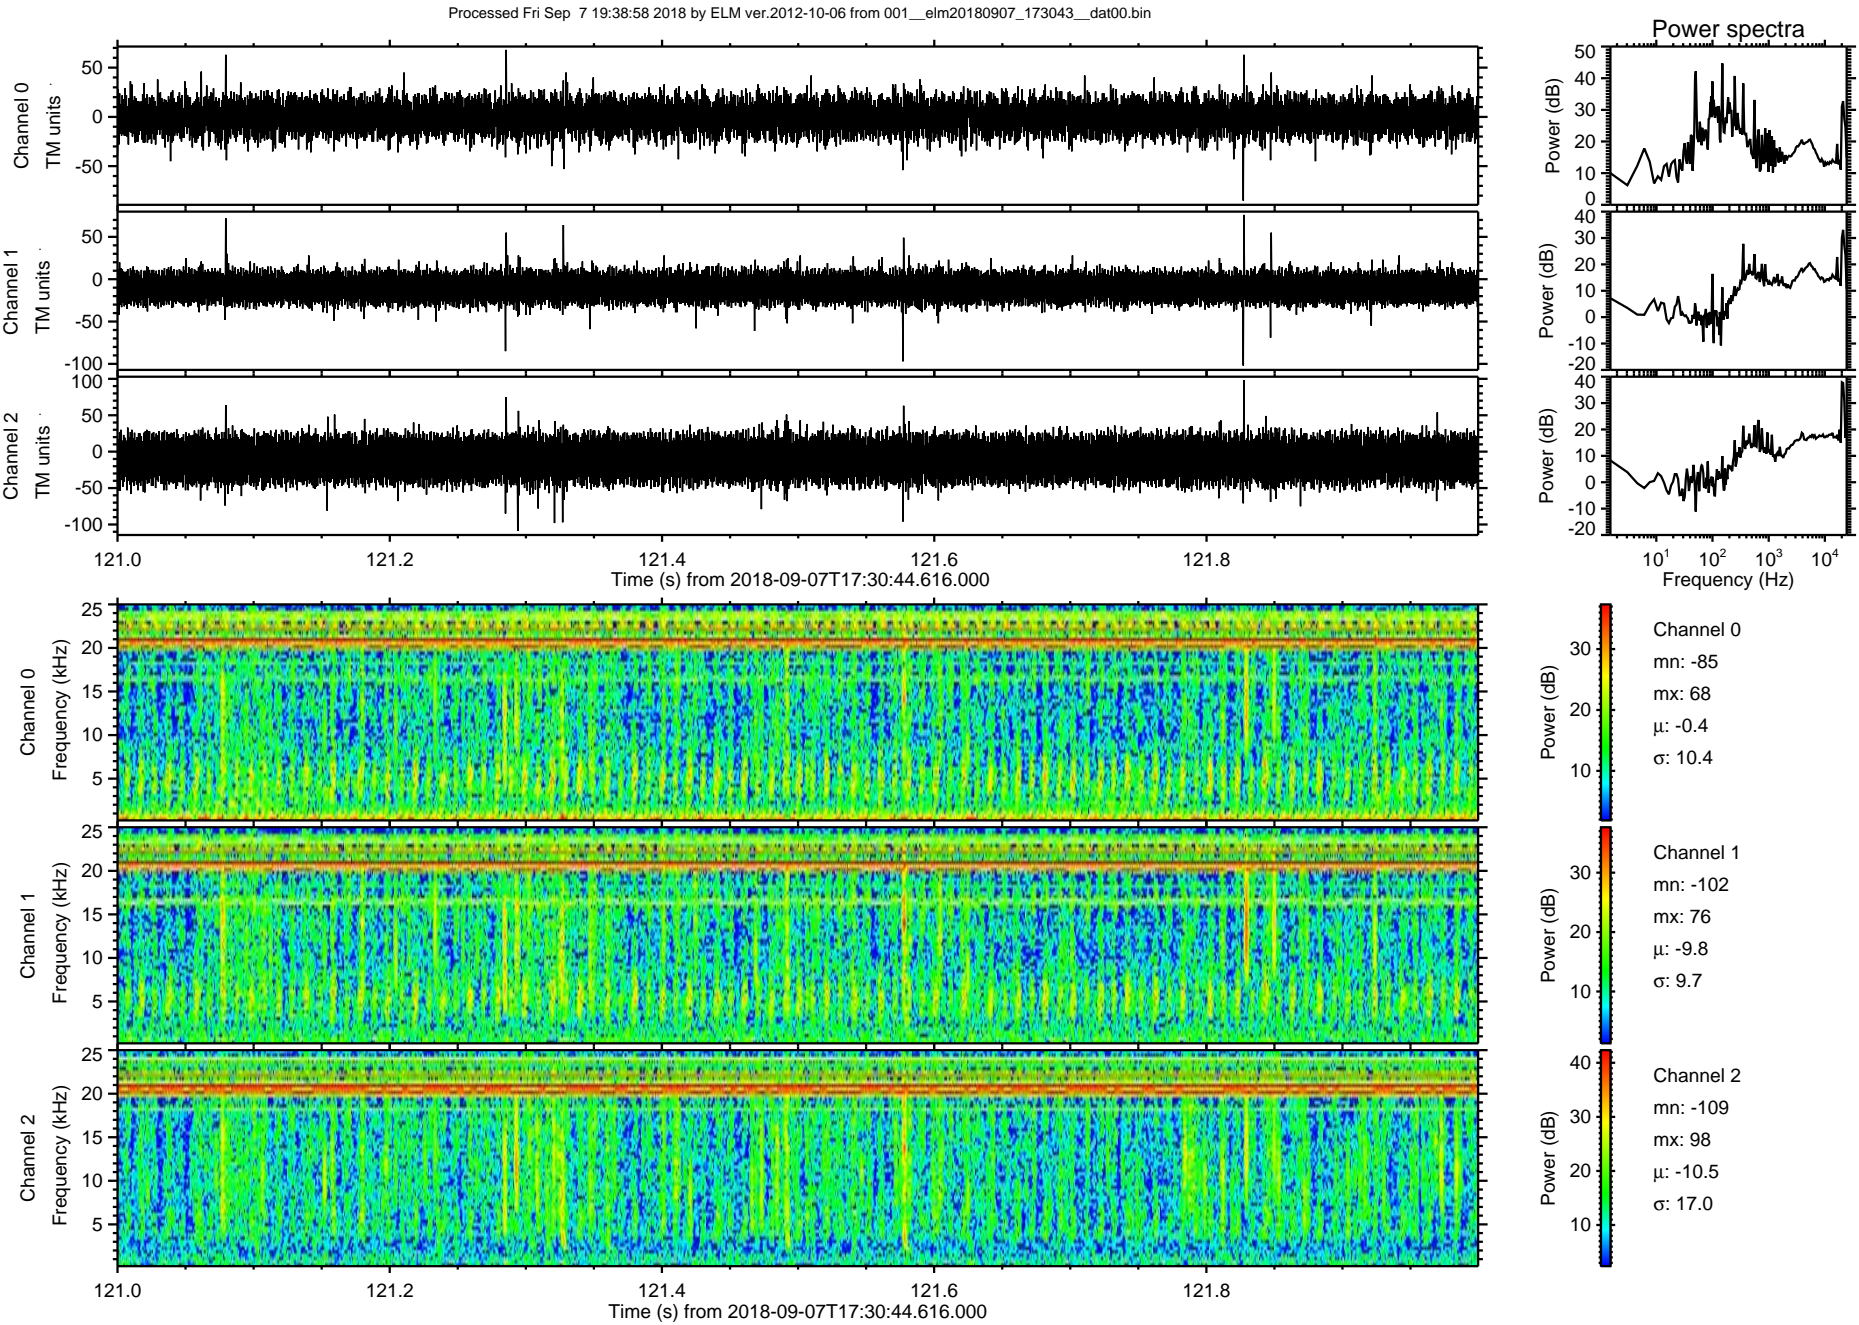 Processed Fri Sep  7 19:38:58 2018 by ELM ver.2012-10-06 from 001__elm20180907_173043__dat00.bin
Power spectra
Channel 0
TM units
50
0
-50
Power (dB)
50
40
30
20
10
0
Channel 1
TM units
50
0
-50
-100
Power (dB)
40
30
20
10
0
-10
-20
Channel 2
TM units
100
50
0
-50
-100
Power (dB)
40
30
20
10
0
-10
-20
121.0 121.2 121.4 121.6 121.8
Time (s) from 2018-09-07T17:30:44.616.000
10¹ 10² 10³ 10⁴
Frequency (Hz)
Channel 0
Frequency (kHz)
25
20
15
10
5
Power (dB)
30
20
10
Channel 0
mn: -85
mx: 68
µ: -0.4
σ: 10.4
Channel 1
Frequency (kHz)
25
20
15
10
5
Power (dB)
30
20
10
Channel 1
mn: -102
mx: 76
µ: -9.8
σ: 9.7
Channel 2
Frequency (kHz)
25
20
15
10
5
Power (dB)
40
30
20
10
Channel 2
mn: -109
mx: 98
µ: -10.5
σ: 17.0
121.0 121.2 121.4 121.6 121.8
Time (s) from 2018-09-07T17:30:44.616.000